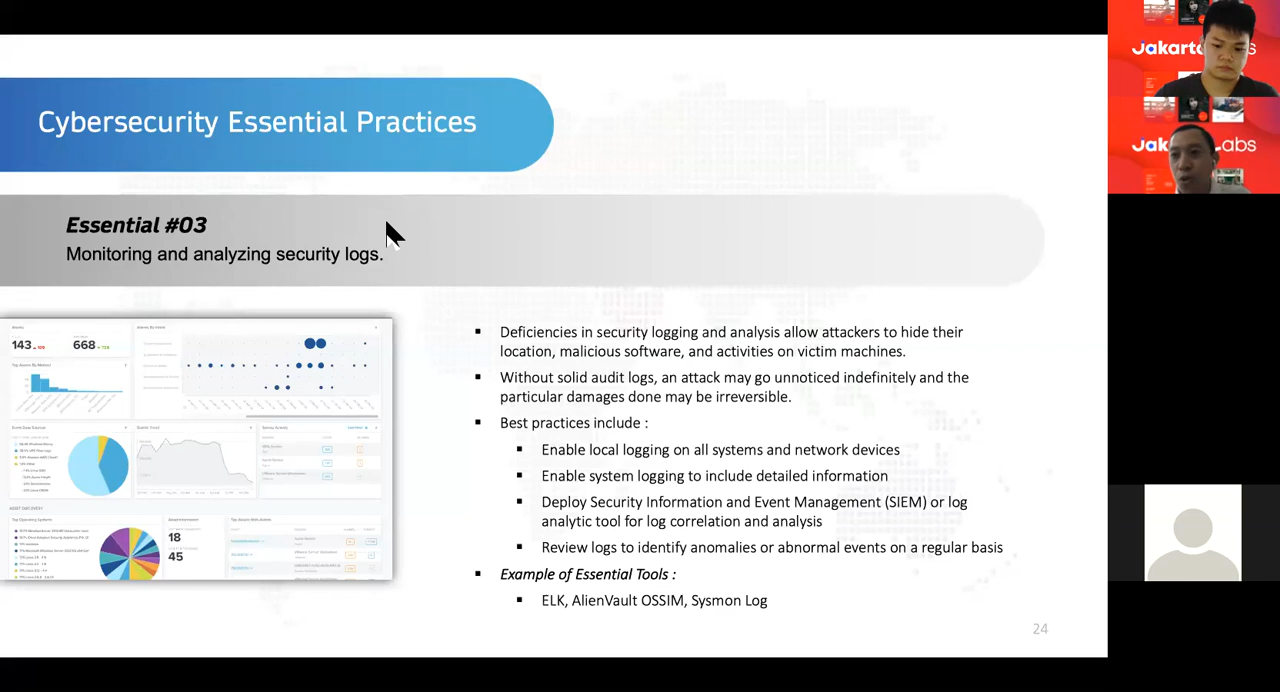 Cybersecurity Essential Practices
Essential #03
Monitoring and analyzing security logs.
143
668
18
45
Deficiencies in security logging and analysis allow attackers to hide their
location, malicious software, and activities on victim machines.
Without solid audit logs, an attack may go unnoticed indefinitely and the
particular damages done may be irreversible.
Best practices include :
Enable local logging on all systems and network devices
Enable system logging to include detailed information
Deploy Security Information and Event Management (SIEM) or log
analytic tool for log correlation and analysis
Review logs to identify anomalies or abnormal events on a regular basis
Example of Essential Tools :
ELK, AlienVault OSSIM, Sysmon Log
24